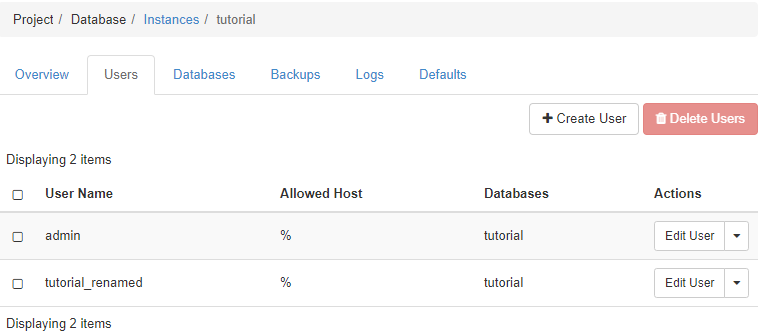 Project / Database / Instances / tutorial
Overview Users Databases Backups Logs Defaults
Create User Delete Users
Displaying 2 items
User Name Allowed Host Databases Actions
admin % tutorial Edit User
tutorial_renamed % tutorial Edit User
Displaying 2 items